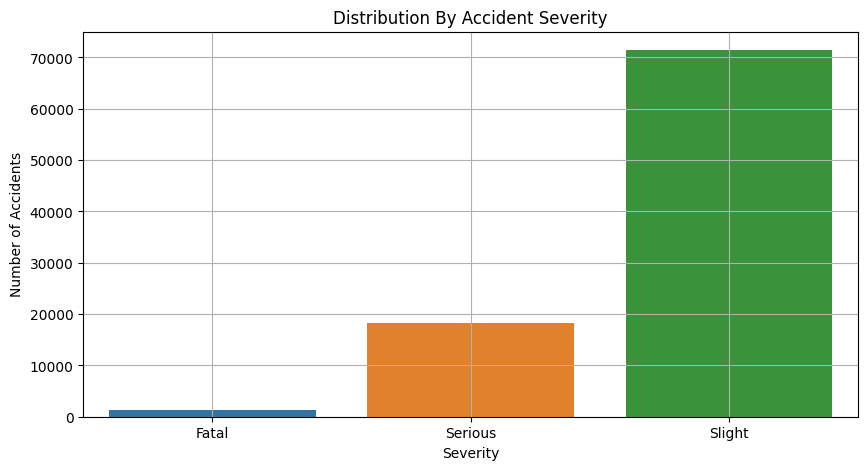 Distribution By Accident Severity
Number of Accidents
70000
60000
50000
40000
30000
20000
10000
0
Fatal Serious Slight
Severity